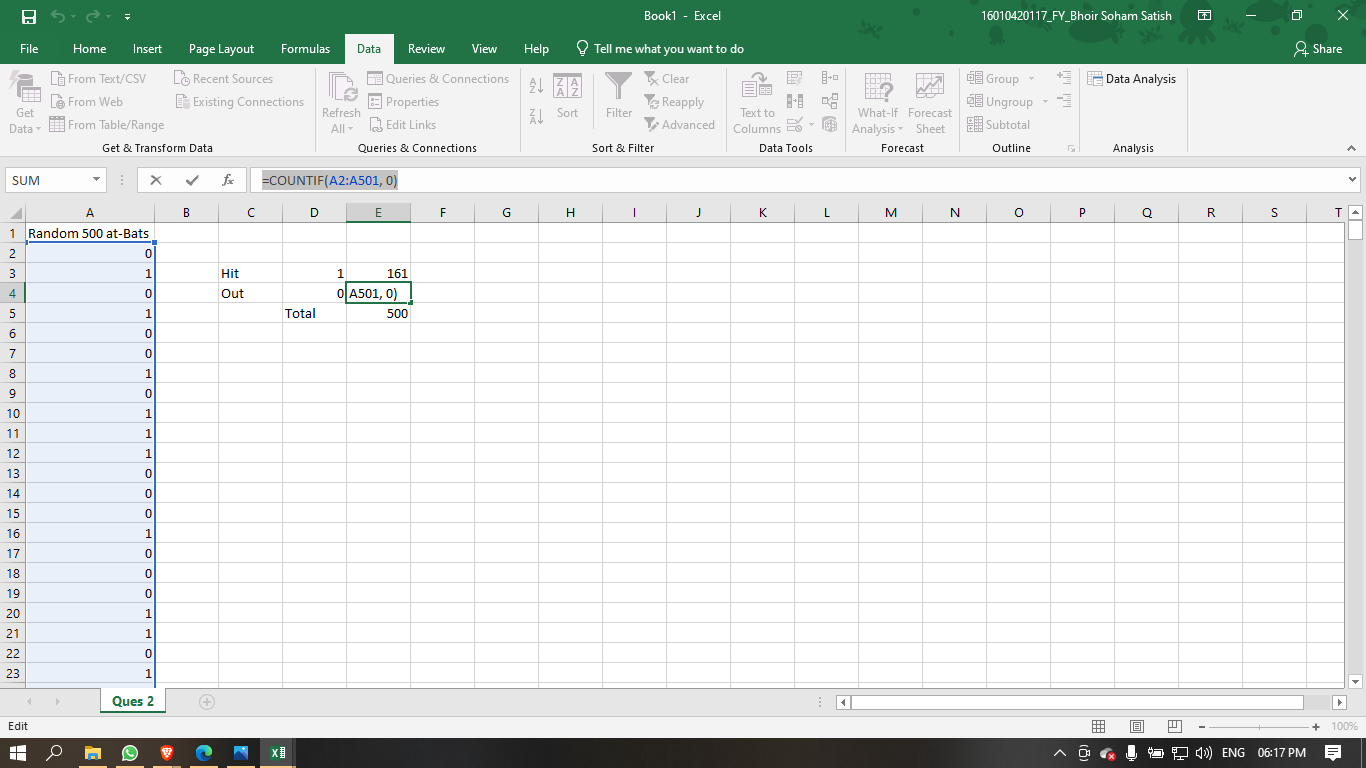 Book1 - Excel
16010420117_FY_Bhoir Soham Satish
File Home Insert Page Layout Formulas Data Review View Help Tell me what you want to do Share
Get Data
From Text/CSV
From Web
From Table/Range
Recent Sources
Existing Connections
Get & Transform Data
Refresh All
Queries & Connections
Properties
Edit Links
Queries & Connections
Sort
Filter
Clear
Reapply
Advanced
Sort & Filter
Text to Columns
Data Tools
What-If Analysis
Forecast Sheet
Forecast
Group
Ungroup
Subtotal
Outline
Data Analysis
Analysis
SUM fx =COUNTIF(A2:A501, 0)
A B C D E F G H I J K L M N O P Q R S T
1 Random 500 at-Bats
2 0
3 1 Hit 1 161
4 0 Out 0 A501, 0)
5 1 Total 500
6 0
7 0
8 1
9 0
10 1
11 1
12 1
13 0
14 0
15 0
16 1
17 0
18 0
19 0
20 1
21 1
22 0
23 1
Ques 2
Edit
100%
ENG 06:17 PM